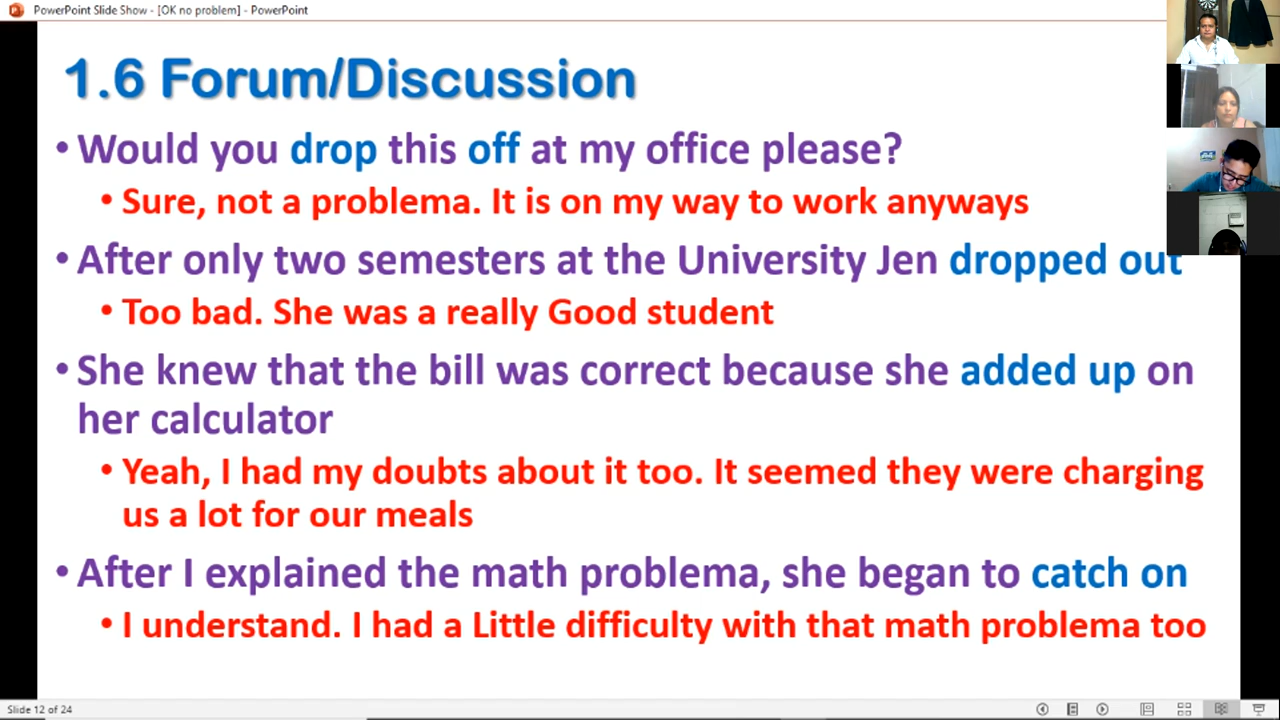 PowerPoint Slide Show - [OK no problem] - PowerPoint
1.6 Forum/Discussion
• Would you drop this off at my office please?
• Sure, not a problema. It is on my way to work anyways
• After only two semesters at the University Jen dropped out
• Too bad. She was a really Good student
• She knew that the bill was correct because she added up on
her calculator
• Yeah, I had my doubts about it too. It seemed they were charging
us a lot for our meals
• After I explained the math problema, she began to catch on
• I understand. I had a Little difficulty with that math problema too
Slide 12 of 24